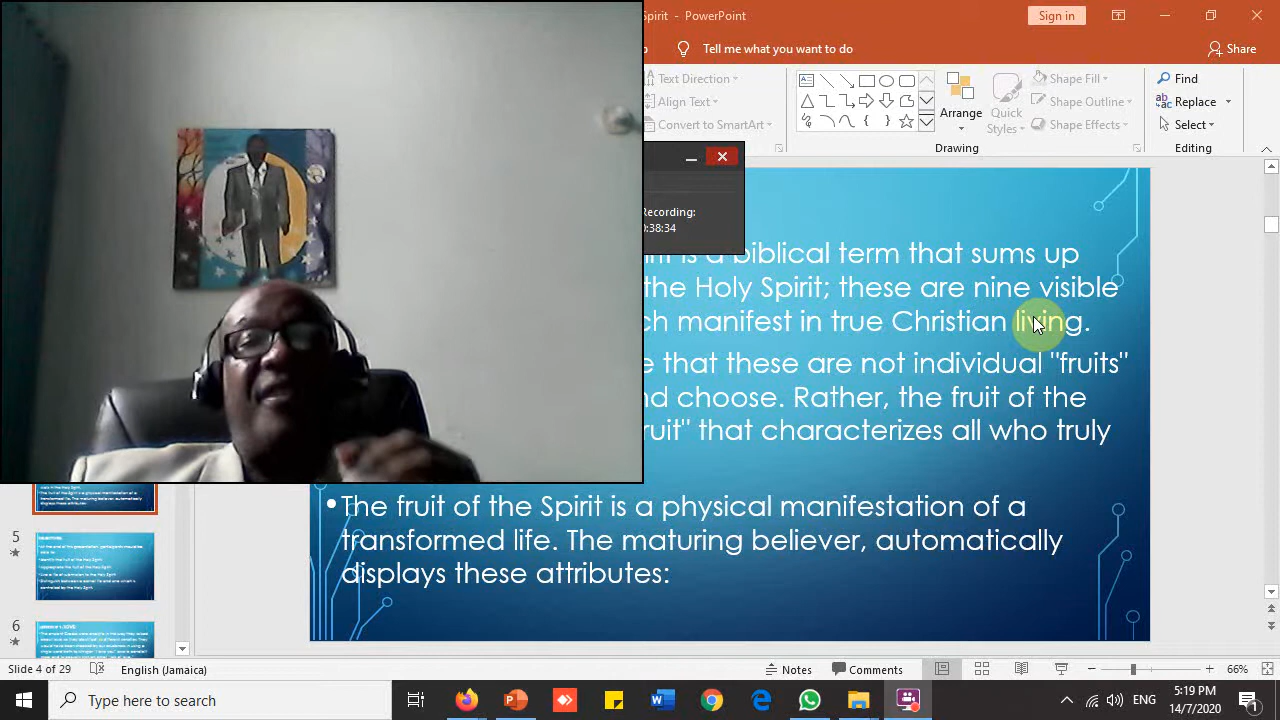 Spirit - PowerPoint
Sign in
Tell me what you want to do
Share
Text Direction
Align Text
Convert to SmartArt
Arrange
Quick Styles
Shape Fill
Shape Outline
Shape Effects
Find
Replace
Select
Drawing
Editing
Recording:
:38:34
is a biblical term that sums up
the Holy Spirit; these are nine visible
manifest in true Christian living.
that these are not individual "fruits"
choose. Rather, the fruit of the
that characterizes all who truly
• The fruit of the Spirit is a physical manifestation of a
transformed life. The maturing believer, automatically
displays these attributes:
5
6
Slide 4 of 29
English (Jamaica)
Notes
Comments
66%
Type here to search
ENG
5:19 PM
14/7/2020